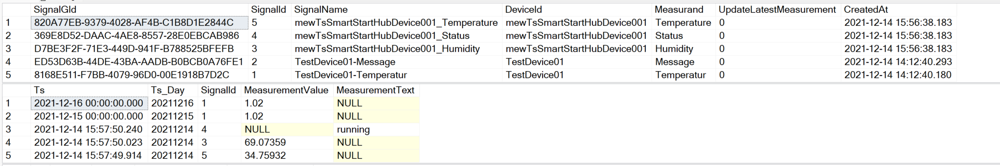 SignalGId SignalId SignalName DeviceId Measurand UpdateLatestMeasurement CreatedAt
1 820A77EB-9379-4028-AF4B-C1B8D1E2844C 5 mewTsSmartStartHubDevice001_Temperature mewTsSmartStartHubDevice001 Temperature 0 2021-12-14 15:56:38.183
2 369E8D52-DAAC-4AE8-8557-28E0EBCAB986 4 mewTsSmartStartHubDevice001_Status mewTsSmartStartHubDevice001 Status 0 2021-12-14 15:56:38.183
3 D7BE3F2F-71E3-449D-941F-B788525BFEFB 3 mewTsSmartStartHubDevice001_Humidity mewTsSmartStartHubDevice001 Humidity 0 2021-12-14 15:56:38.183
4 ED53D63B-44DE-43BA-AADB-B0BCB0A76FE1 2 TestDevice01-Message TestDevice01 Message 0 2021-12-14 14:12:40.293
5 8168E511-F7BB-4079-96D0-00E1918B7D2C 1 TestDevice01-Temperatur TestDevice01 Temperatur 0 2021-12-14 14:12:40.180
Ts Ts_Day SignalId MeasurementValue MeasurementText
1 2021-12-16 00:00:00.000 20211216 1 1.02 NULL
2 2021-12-15 00:00:00.000 20211215 1 1.02 NULL
3 2021-12-14 15:57:50.240 20211214 4 NULL running
4 2021-12-14 15:57:50.023 20211214 3 69.07359 NULL
5 2021-12-14 15:57:49.914 20211214 5 34.75932 NULL